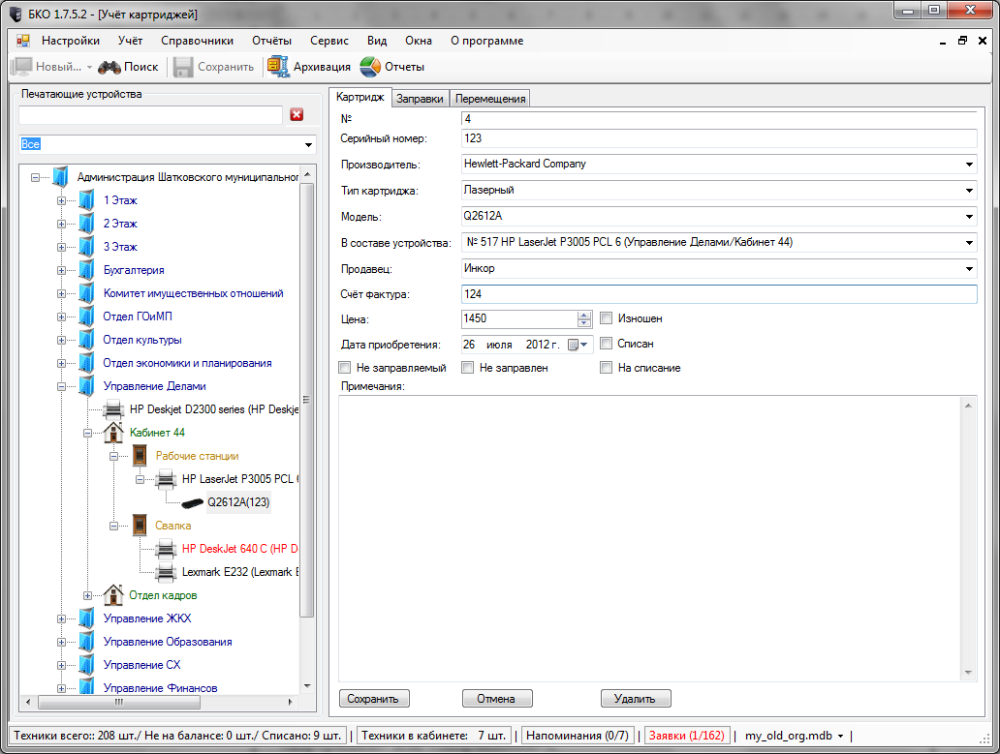 БКО 1.7.5.2 - [Учёт картриджей]
Настройки Учёт Справочники Отчёты Сервис Вид Окна О программе
Новый... Поиск Сохранить Архивация Отчеты
Печатающие устройства
Все
Администрация Шатковского муниципальног
1 Этаж
2 Этаж
3 Этаж
Бухгалтерия
Комитет имущественных отношений
Отдел ГОиМП
Отдел культуры
Отдел экономики и планирования
Управление Делами
HP Deskjet D2300 series (HP Deskje
Кабинет 44
Рабочие станции
HP LaserJet P3005 PCL 6
Q2612A(123)
Свалка
HP DeskJet 640 C (HP D
Lexmark E232 (Lexmark E
Отдел кадров
Управление ЖКХ
Управление Образования
Управление СХ
Управление Финансов
Картридж Заправки Перемещения
№ 4
Серийный номер: 123
Производитель: Hewlett-Packard Company
Тип картриджа: Лазерный
Модель: Q2612A
В составе устройства: № 517 HP LaserJet P3005 PCL 6 (Управление Делами/Кабинет 44)
Продавец: Инкор
Счёт фактура: 124
Цена: 1450 Изношен
Дата приобретения: 26 июля 2012 г. Списан
Не заправляемый Не заправлен На списание
Примечания:
Сохранить Отмена Удалить
Техники всего:: 208 шт./ Не на балансе: 0 шт./ Списано: 9 шт. Техники в кабинете: 7 шт. Напоминания (0/7) Заявки (1/162) my_old_org.mdb